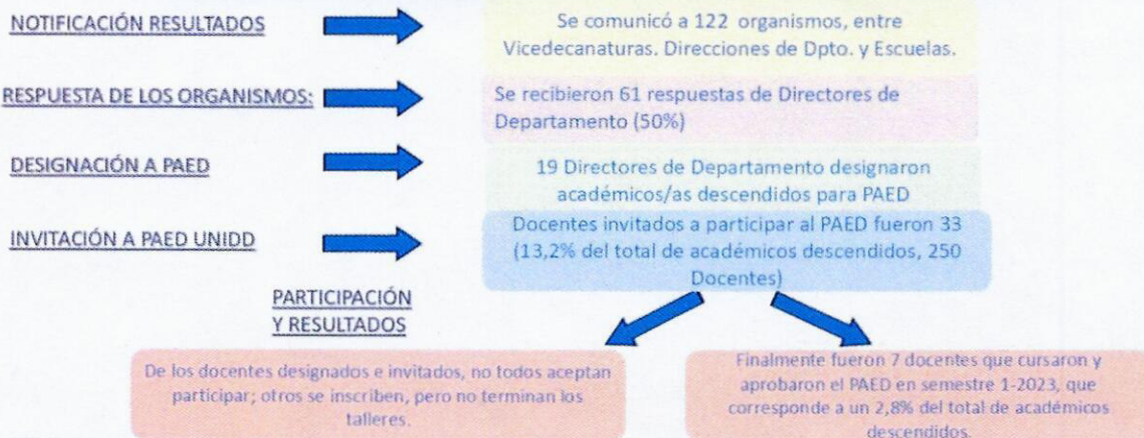 NOTIFICACIÓN RESULTADOS
Se comunicó a 122 organismos, entre
Vicedecanaturas. Direcciones de Dpto. y Escuelas.
RESPUESTA DE LOS ORGANISMOS:
Se recibieron 61 respuestas de Directores de
Departamento (50%)
DESIGNACIÓN A PAED
19 Directores de Departamento designaron
académicos/as descendidos para PAED
INVITACIÓN A PAED UNIDD
Docentes invitados a participar al PAED fueron 33
(13,2% del total de académicos descendidos, 250
Docentes)
PARTICIPACIÓN
Y RESULTADOS
De los docentes designados e invitados, no todos aceptan
participar; otros se inscriben, pero no terminan los
talleres.
Finalmente fueron 7 docentes que cursaron y
aprobaron el PAED en semestre 1-2023, que
corresponde a un 2,8% del total de académicos
descendidos.